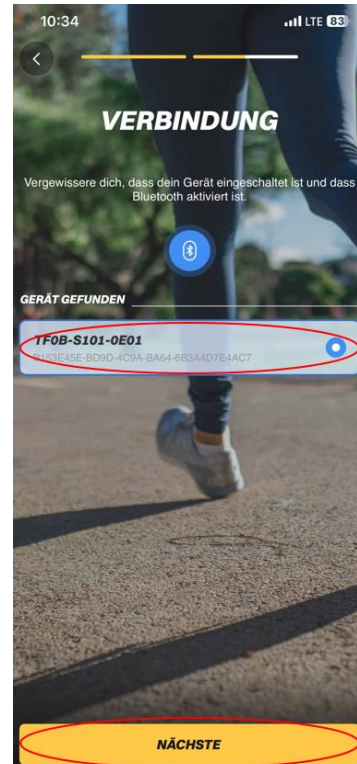 10:34
LTE 83
VERBINDUNG
Vergewissere dich, dass dein Gerät eingeschaltet ist und dass
Bluetooth aktiviert ist.
GERÄT GEFUNDEN
TF0B-S101-0E01
B153E45E-BD9D-4C9A-BA64-6B3A4D7E4AC7
NÄCHSTE